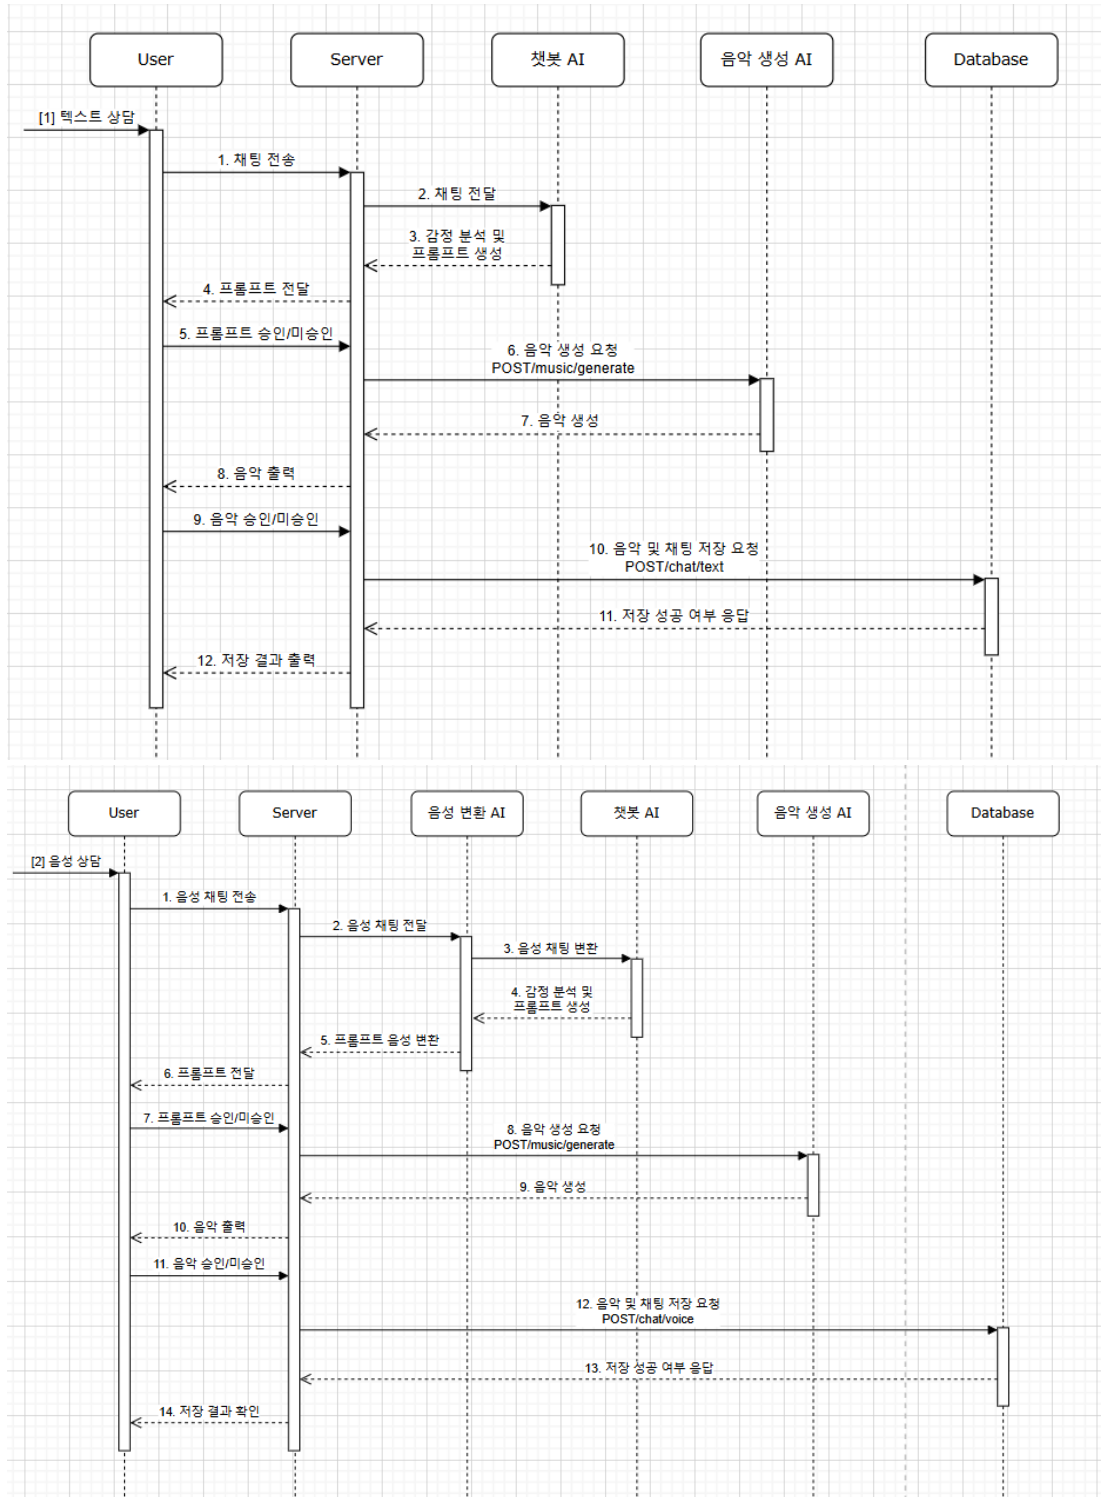 User
Server
챗봇 AI
음악 생성 AI
Database
[1] 텍스트 상담
1. 채팅 전송
2. 채팅 전달
3. 감정 분석 및
프롬프트 생성
4. 프롬프트 전달
5. 프롬프트 승인/미승인
6. 음악 생성 요청
POST/music/generate
7. 음악 생성
8. 음악 출력
9. 음악 승인/미승인
10. 음악 및 채팅 저장 요청
POST/chat/text
11. 저장 성공 여부 응답
12. 저장 결과 출력
User
Server
음성 변환 AI
챗봇 AI
음악 생성 AI
Database
[2] 음성 상담
1. 음성 채팅 전송
2. 음성 채팅 전달
3. 음성 채팅 변환
4. 감정 분석 및
프롬프트 생성
5. 프롬프트 음성 변환
6. 프롬프트 전달
7. 프롬프트 승인/미승인
8. 음악 생성 요청
POST/music/generate
9. 음악 생성
10. 음악 출력
11. 음악 승인/미승인
12. 음악 및 채팅 저장 요청
POST/chat/voice
13. 저장 성공 여부 응답
14. 저장 결과 확인